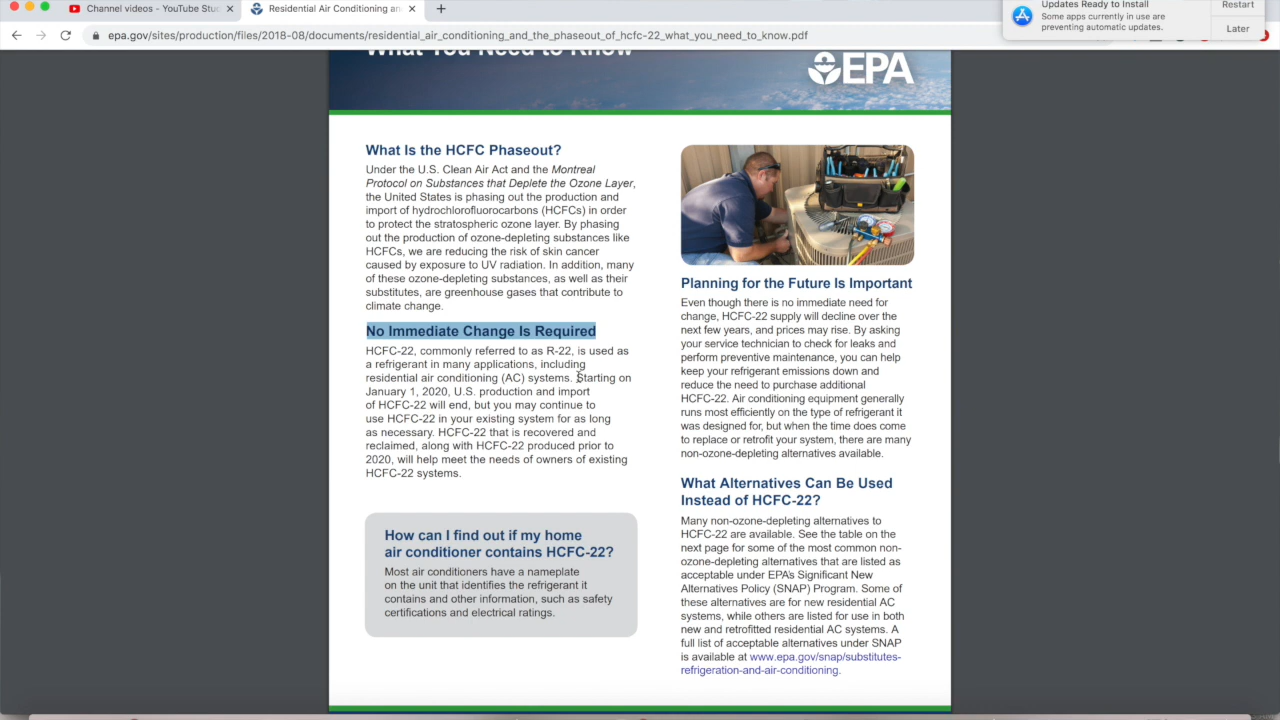 Channel videos - YouTube Stud
Residential Air Conditioning an
Updates Ready to Install
Some apps currently in use are
preventing automatic updates.
Restart
Later
epa.gov/sites/production/files/2018-08/documents/residential_air_conditioning_and_the_phaseout_of_hcfc-22_what_you_need_to_know.pdf
What You Need to Know
EPA
What Is the HCFC Phaseout?
Under the U.S. Clean Air Act and the Montreal
Protocol on Substances that Deplete the Ozone Layer,
the United States is phasing out the production and
import of hydrochlorofluorocarbons (HCFCs) in order
to protect the stratospheric ozone layer. By phasing
out the production of ozone-depleting substances like
HCFCs, we are reducing the risk of skin cancer
caused by exposure to UV radiation. In addition, many
of these ozone-depleting substances, as well as their
substitutes, are greenhouse gases that contribute to
climate change.
No Immediate Change Is Required
HCFC-22, commonly referred to as R-22, is used as
a refrigerant in many applications, including
residential air conditioning (AC) systems. Starting on
January 1, 2020, U.S. production and import
of HCFC-22 will end, but you may continue to
use HCFC-22 in your existing system for as long
as necessary. HCFC-22 that is recovered and
reclaimed, along with HCFC-22 produced prior to
2020, will help meet the needs of owners of existing
HCFC-22 systems.
How can I find out if my home
air conditioner contains HCFC-22?
Most air conditioners have a nameplate
on the unit that identifies the refrigerant it
contains and other information, such as safety
certifications and electrical ratings.
Planning for the Future Is Important
Even though there is no immediate need for
change, HCFC-22 supply will decline over the
next few years, and prices may rise. By asking
your service technician to check for leaks and
perform preventive maintenance, you can help
keep your refrigerant emissions down and
reduce the need to purchase additional
HCFC-22. Air conditioning equipment generally
runs most efficiently on the type of refrigerant it
was designed for, but when the time does come
to replace or retrofit your system, there are many
non-ozone-depleting alternatives available.
What Alternatives Can Be Used
Instead of HCFC-22?
Many non-ozone-depleting alternatives to
HCFC-22 are available. See the table on the
next page for some of the most common non-
ozone-depleting alternatives that are listed as
acceptable under EPA's Significant New
Alternatives Policy (SNAP) Program. Some of
these alternatives are for new residential AC
systems, while others are listed for use in both
new and retrofitted residential AC systems. A
full list of acceptable alternatives under SNAP
is available at www.epa.gov/snap/substitutes-
refrigeration-and-air-conditioning.